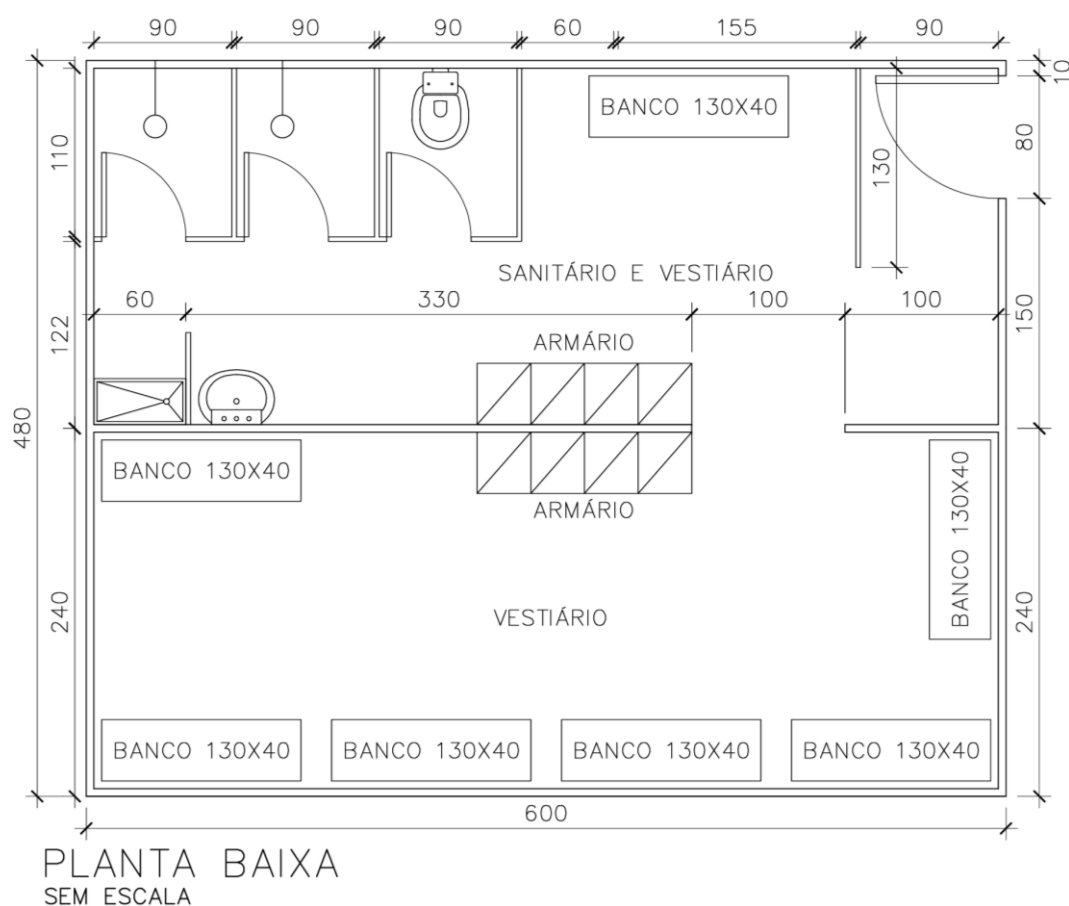 90 90 90 60 155 90
10
BANCO 130X40
110
80
130
SANITÁRIO E VESTIÁRIO
60 330 100 100
122
150
ARMÁRIO
480
BANCO 130X40
BANCO 130X40
ARMÁRIO
240
VESTIÁRIO
240
BANCO 130X40 BANCO 130X40 BANCO 130X40 BANCO 130X40
600
PLANTA BAIXA
SEM ESCALA